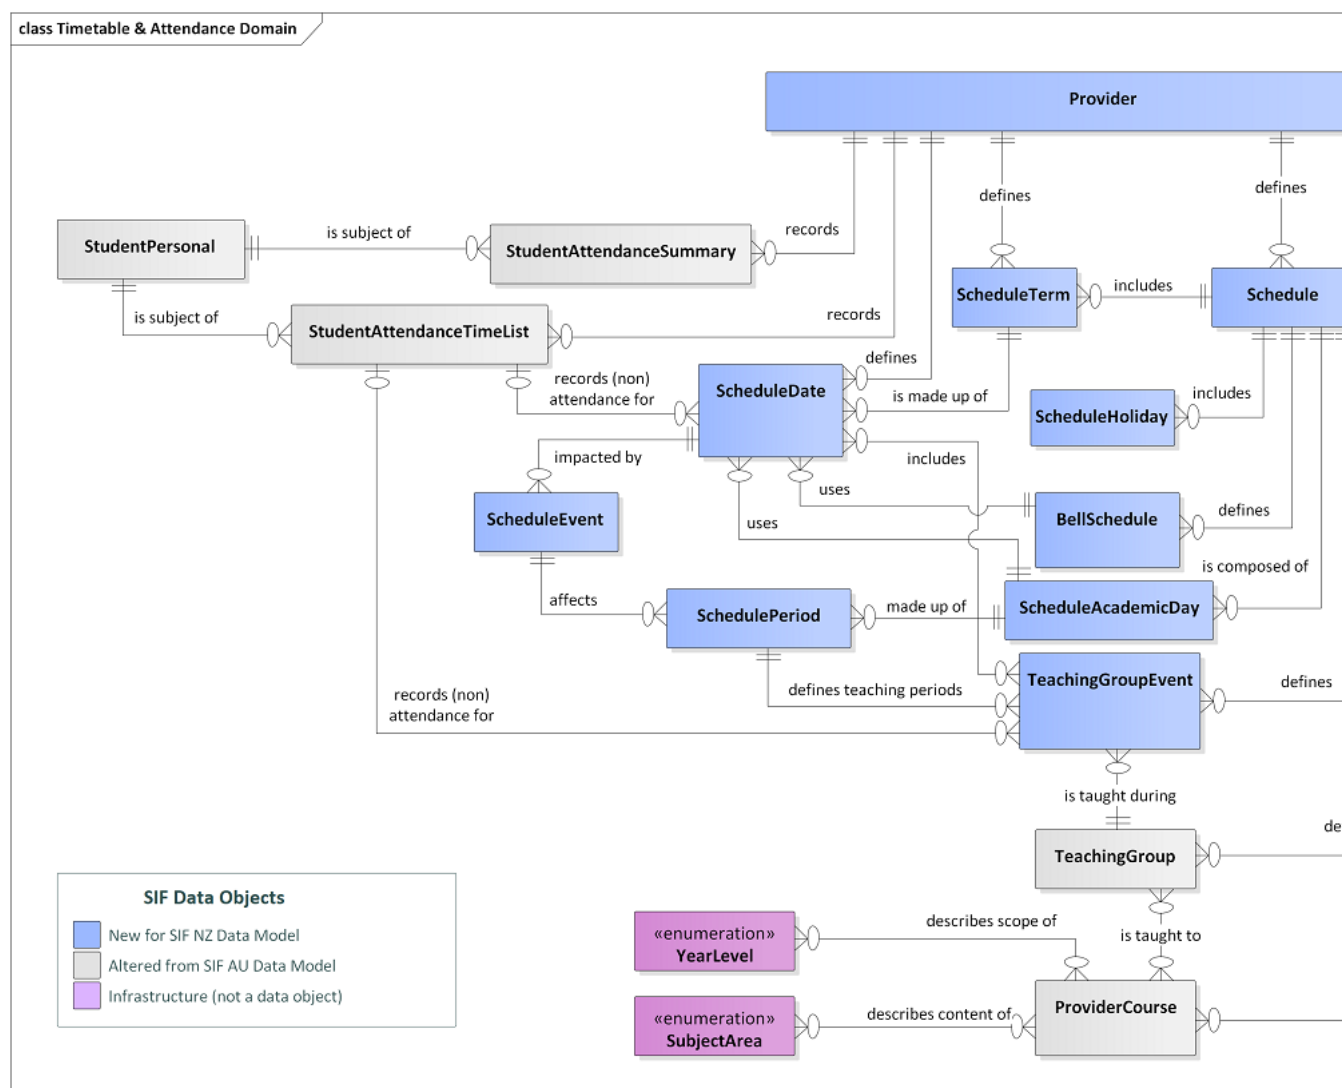 class Timetable & Attendance Domain
Provider
defines
defines
is subject of
records
StudentPersonal
StudentAttendanceSummary
ScheduleTerm
includes
Schedule
is subject of
StudentAttendanceTimeList
records
defines
records (non)
attendance for
ScheduleDate
is made up of
includes
ScheduleHoliday
impacted by
includes
uses
ScheduleEvent
uses
BellSchedule
defines
is composed of
affects
SchedulePeriod
made up of
ScheduleAcademicDay
records (non)
attendance for
defines teaching periods
TeachingGroupEvent
defines
is taught during
de
TeachingGroup
SIF Data Objects
New for SIF NZ Data Model
Altered from SIF AU Data Model
Infrastructure (not a data object)
«enumeration»
YearLevel
describes scope of
is taught to
«enumeration»
SubjectArea
describes content of
ProviderCourse